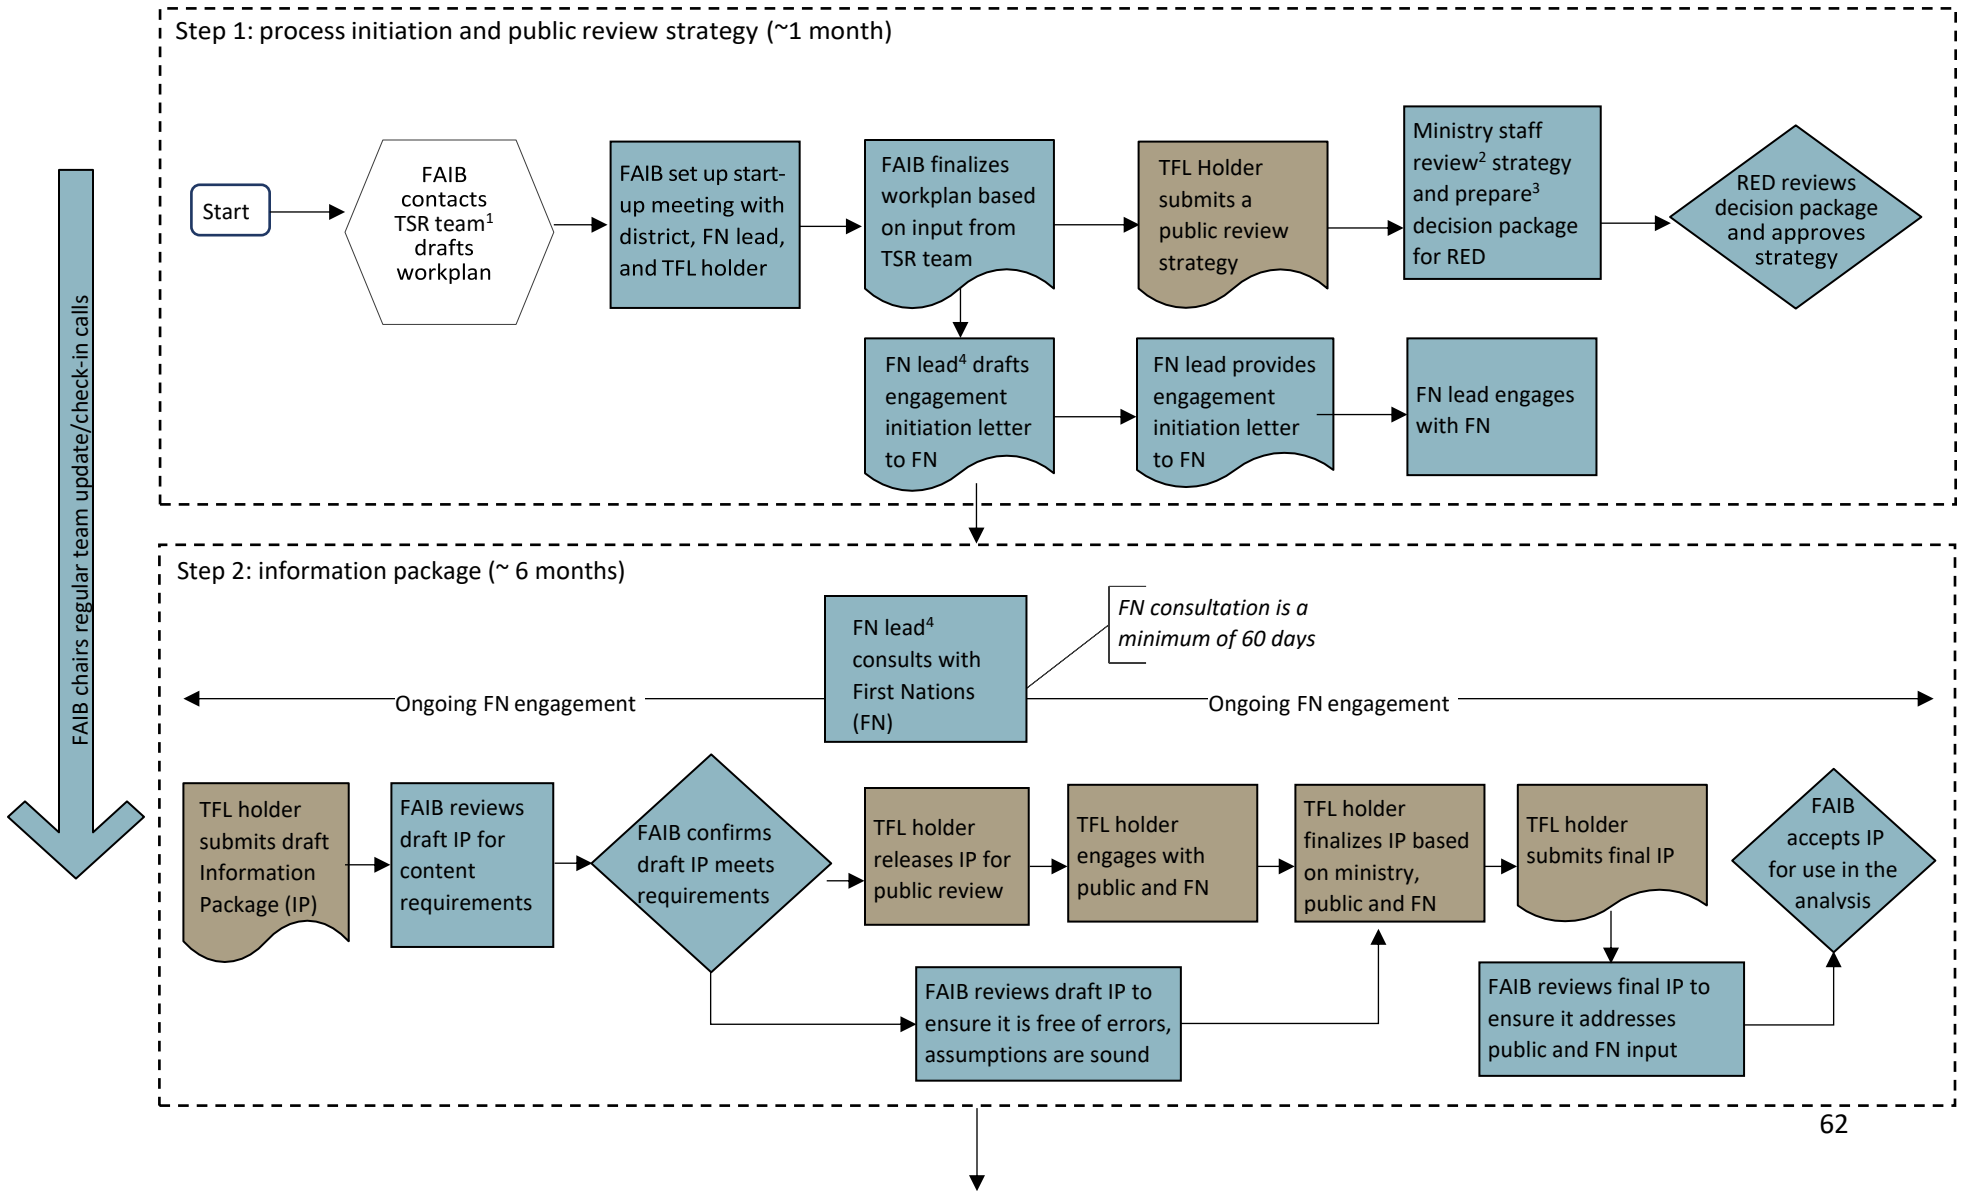 Step 1: process initiation and public review strategy (~1 month)
Start
FAIB
contacts
TSR team1
drafts
workplan
FAIB set up start-
up meeting with
district, FN lead,
and TFL holder
FAIB finalizes
workplan based
on input from
TSR team
TFL Holder
submits a
public review
strategy
Ministry staff
review2 strategy
and prepare3
decision package
for RED
RED reviews
decision package
and approves
strategy
FN lead4 drafts
engagement
initiation letter
to FN
FN lead provides
engagement
initiation letter
to FN
FN lead engages
with FN
FAIB chairs regular team update/check-in calls
Step 2: information package (~ 6 months)
FN lead4
consults with
First Nations
(FN)
FN consultation is a
minimum of 60 days
Ongoing FN engagement
Ongoing FN engagement
TFL holder
submits draft
Information
Package (IP)
FAIB reviews
draft IP for
content
requirements
FAIB confirms
draft IP meets
requirements
TFL holder
releases IP for
public review
TFL holder
engages with
public and FN
TFL holder
finalizes IP based
on ministry,
public and FN
TFL holder
submits final IP
FAIB
accepts IP
for use in the
analysis
FAIB reviews draft IP to
ensure it is free of errors,
assumptions are sound
FAIB reviews final IP to
ensure it addresses
public and FN input
62